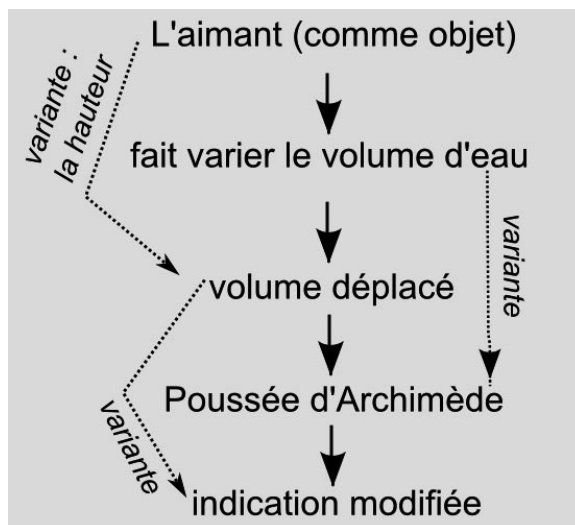 L'aimant (comme objet)
variante :
la hauteur
fait varier le volume d'eau
variante
volume déplacé
Poussée d'Archimède
variante
indication modifiée